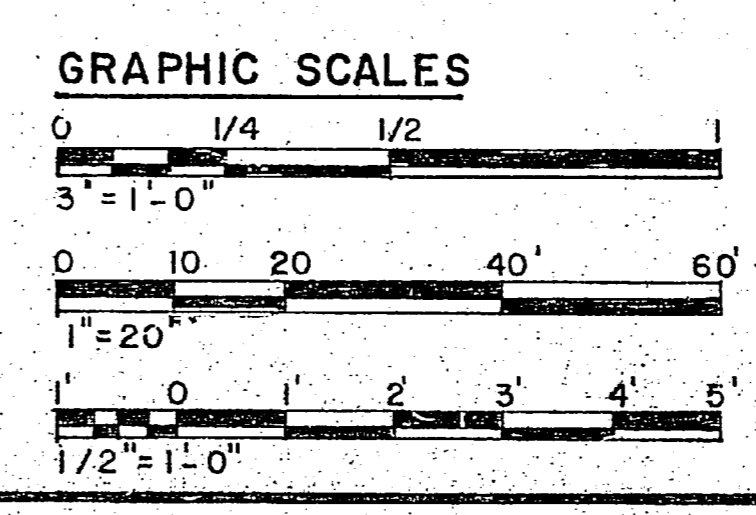 GRAPHIC SCALES
0 1/4 1/2 1
3" = 1'-0"
0 10 20 40' 60'
1" = 20'
1' 0 1' 2' 3' 4' 5'
1/2" = 1'-0"